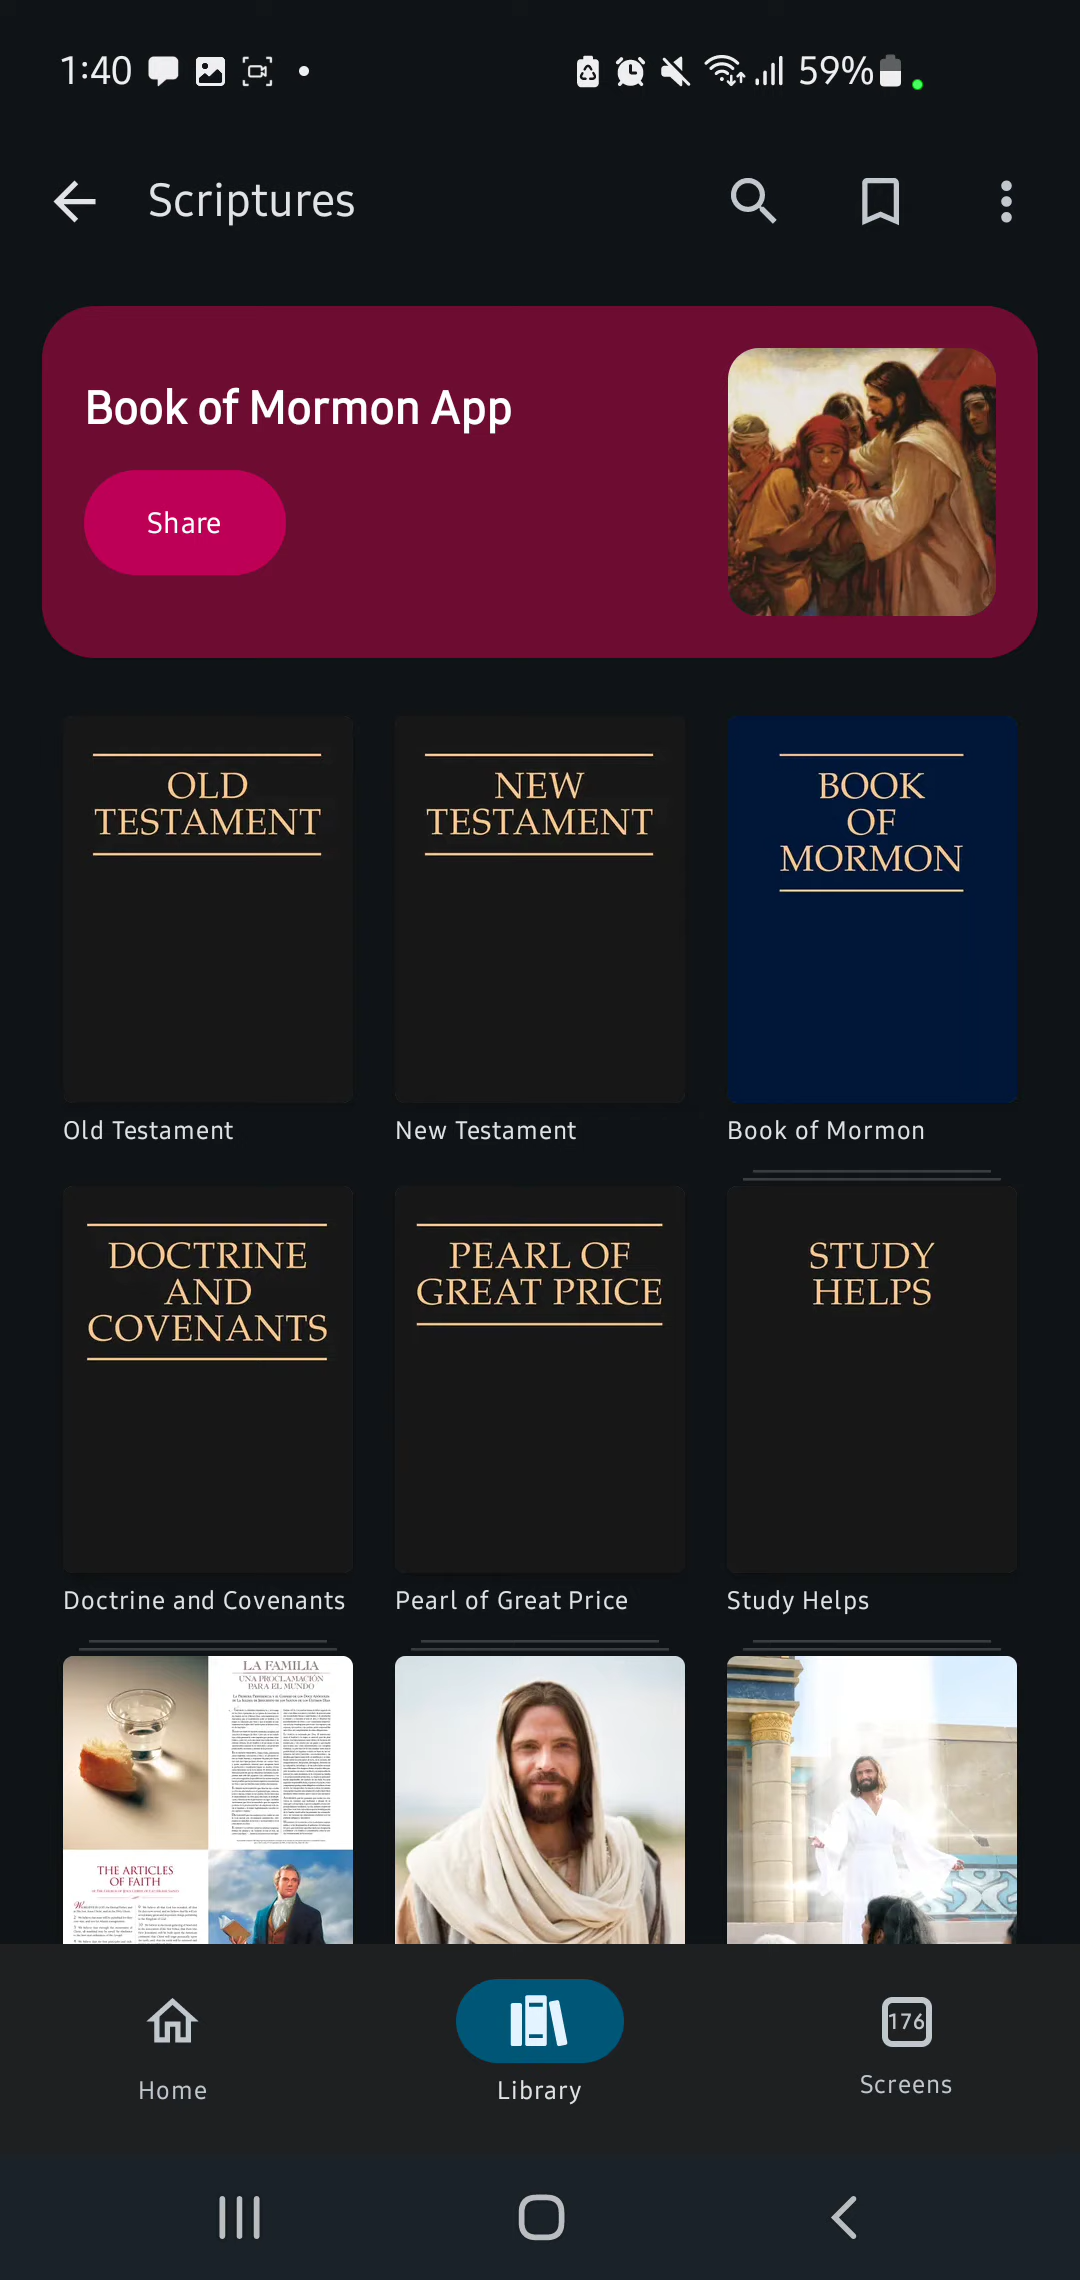 1:40
59%
Scriptures
Book of Mormon App
Share
OLD
TESTAMENT
NEW
TESTAMENT
BOOK
OF
MORMON
Old Testament
New Testament
Book of Mormon
DOCTRINE
AND
COVENANTS
PEARL OF
GREAT PRICE
STUDY
HELPS
Doctrine and Covenants
Pearl of Great Price
Study Helps
LA FAMILIA
UNA PROCLAMACIÓN
PARA EL MUNDO
THE ARTICLES
OF FAITH
Home
Library
176
Screens